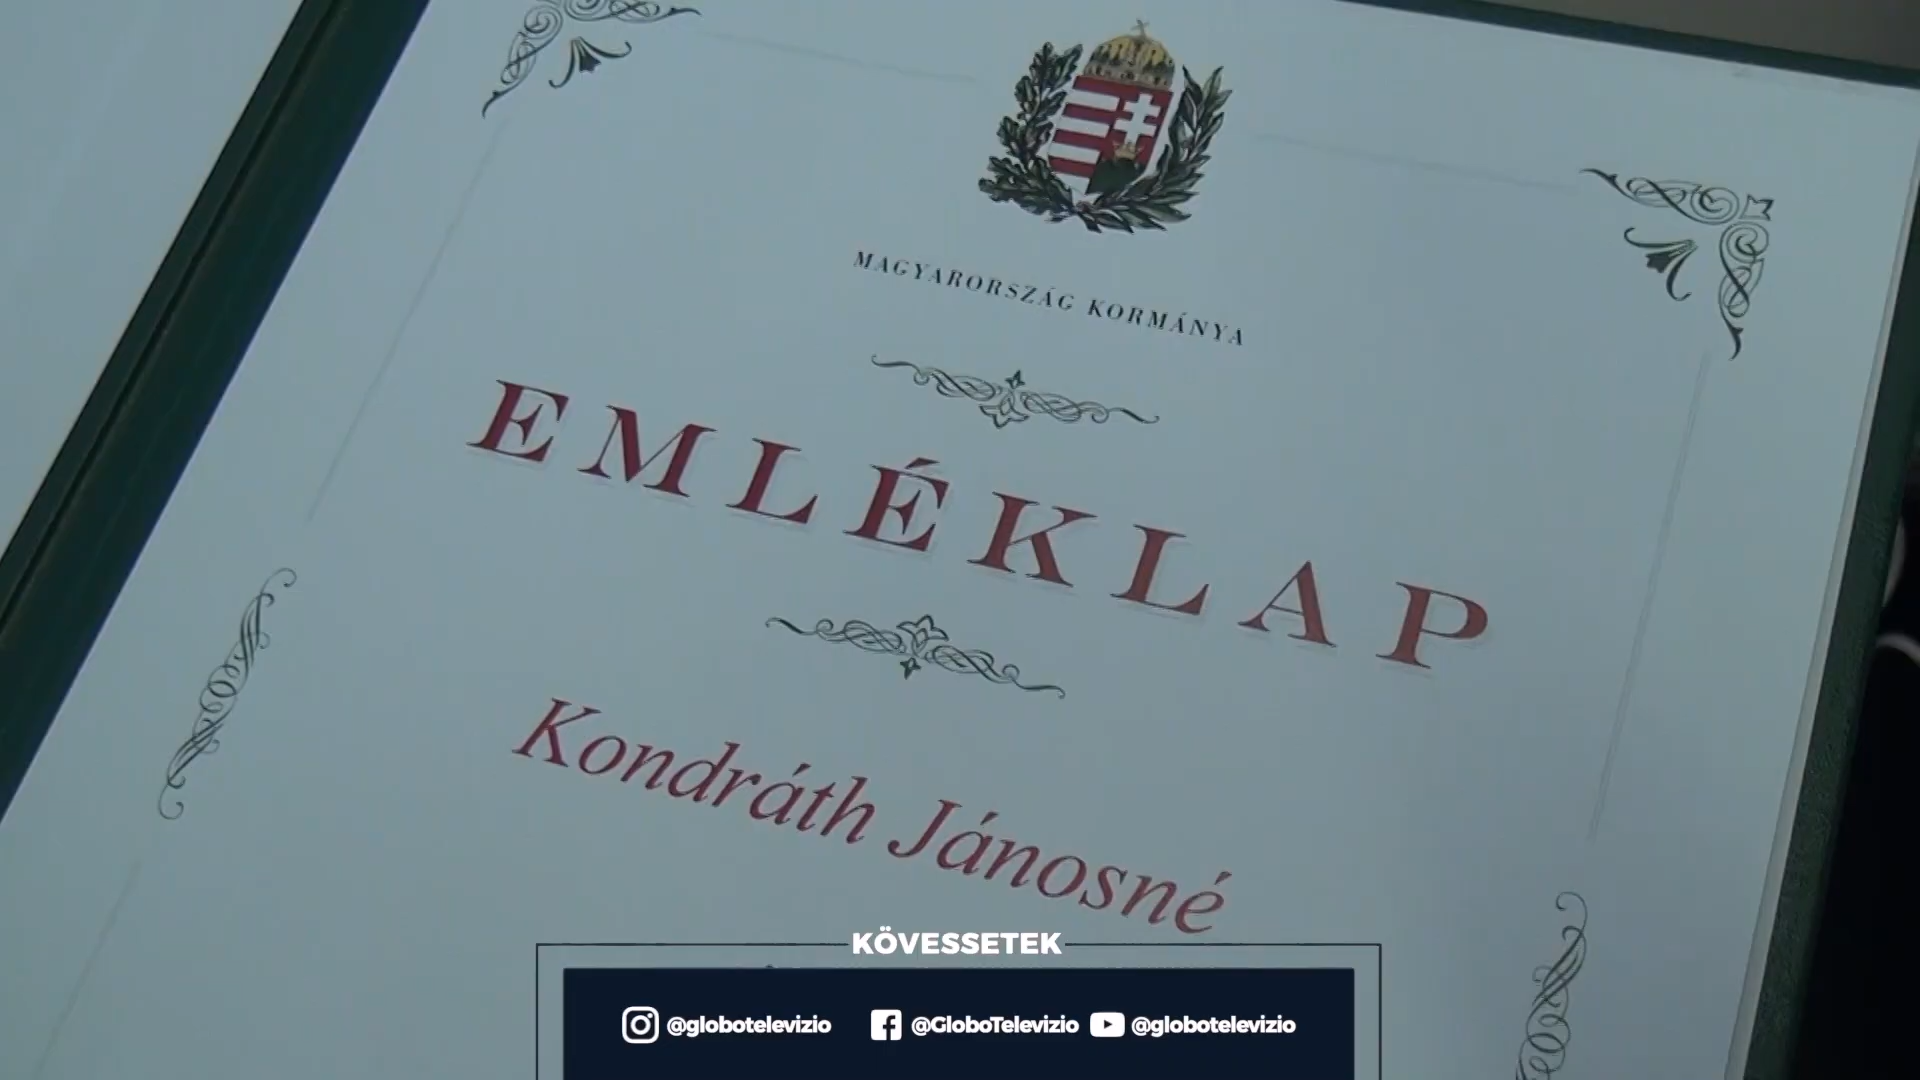 MAGYARORSZÁG KORMÁNYA
EMLÉKLAP
Kondráth Jánosné
KÖVESSETEK
@globotelevizio @GloboTelevizio @globotelevizio